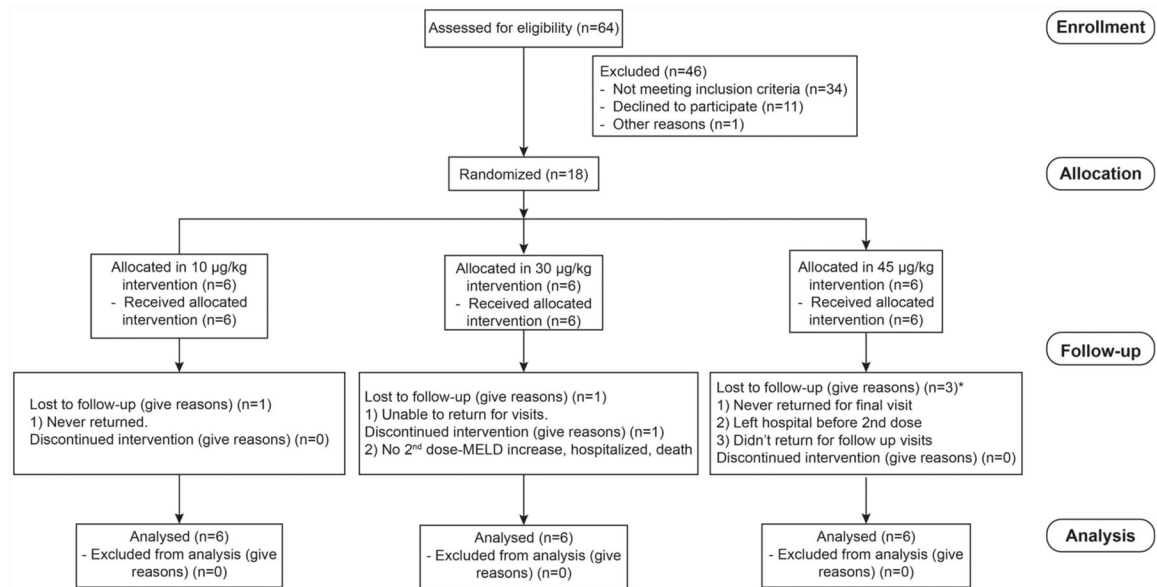 Assessed for eligibility (n=64)
Enrollment
Excluded (n=46)
- Not meeting inclusion criteria (n=34)
- Declined to participate (n=11)
- Other reasons (n=1)
Randomized (n=18)
Allocation
Allocated in 10 µg/kg
intervention (n=6)
- Received allocated
intervention (n=6)
Allocated in 30 µg/kg
intervention (n=6)
- Received allocated
intervention (n=6)
Allocated in 45 µg/kg
intervention (n=6)
- Received allocated
intervention (n=6)
Follow-up
Lost to follow-up (give reasons) (n=1)
1) Never returned.
Discontinued intervention (give reasons) (n=0)
Lost to follow-up (give reasons) (n=1)
1) Unable to return for visits.
Discontinued intervention (give reasons) (n=1)
2) No 2nd dose-MELD increase, hospitalized, death
Lost to follow-up (give reasons) (n=3)*
1) Never returned for final visit
2) Left hospital before 2nd dose
3) Didn't return for follow up visits
Discontinued intervention (give reasons) (n=0)
Analysed (n=6)
- Excluded from analysis (give
reasons) (n=0)
Analysed (n=6)
- Excluded from analysis (give
reasons) (n=0)
Analysed (n=6)
- Excluded from analysis (give
reasons) (n=0)
Analysis